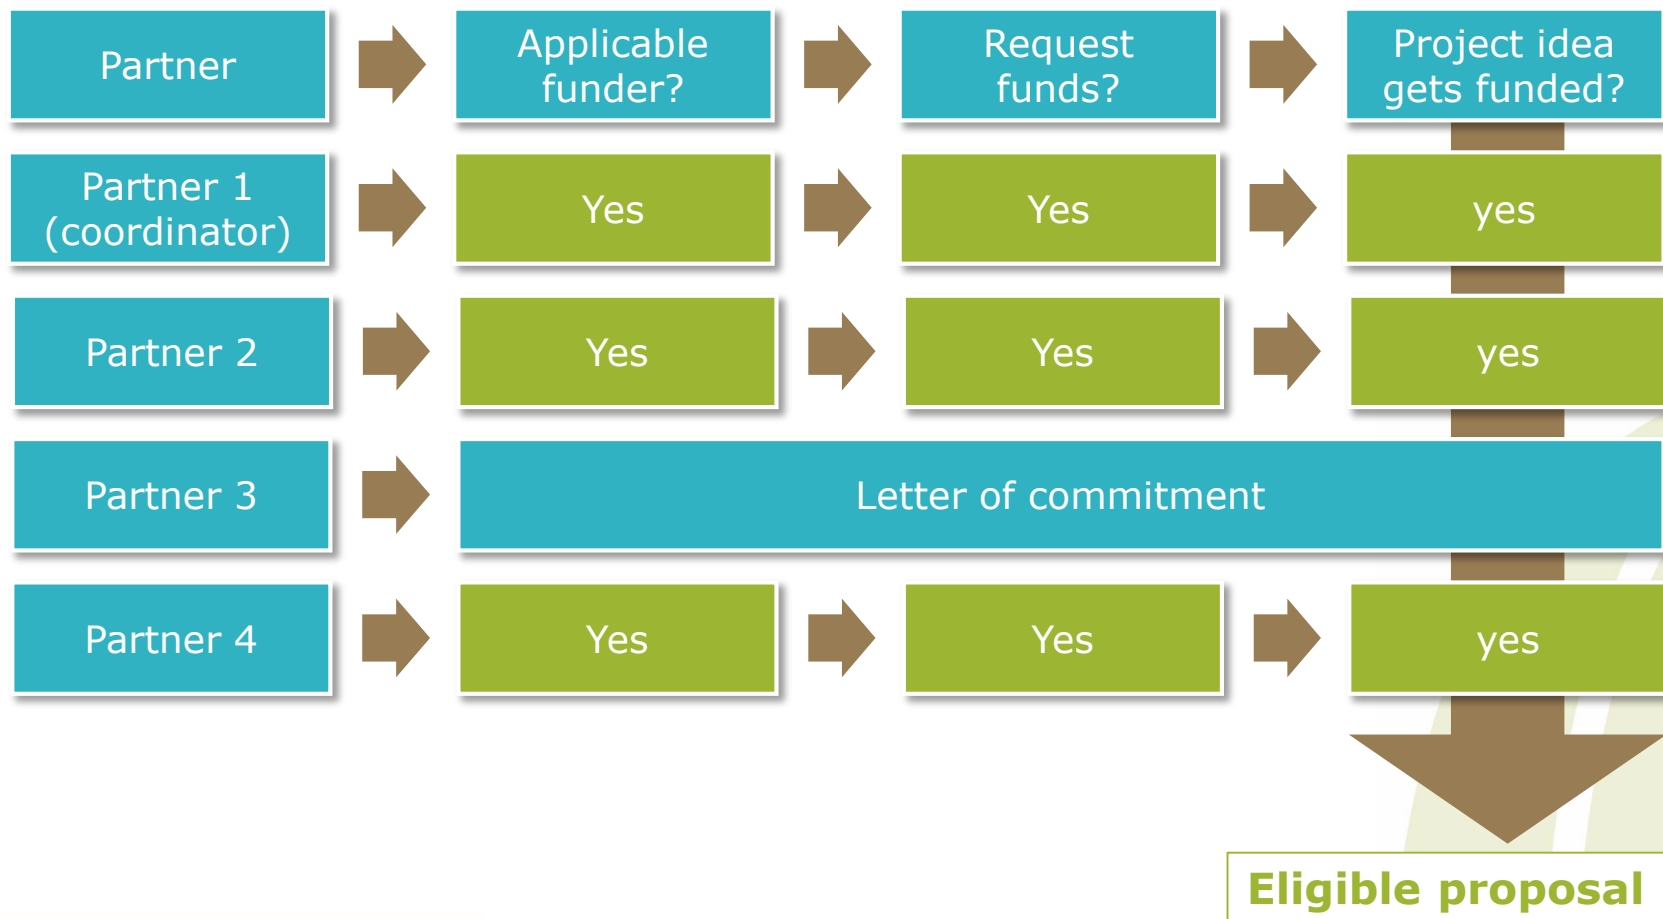 Partner
Applicable
funder?
Request
funds?
Project idea
gets funded?
Partner 1
(coordinator)
Yes
Yes
yes
Partner 2
Yes
Yes
yes
Partner 3
Letter of commitment
Partner 4
Yes
Yes
yes
Eligible proposal